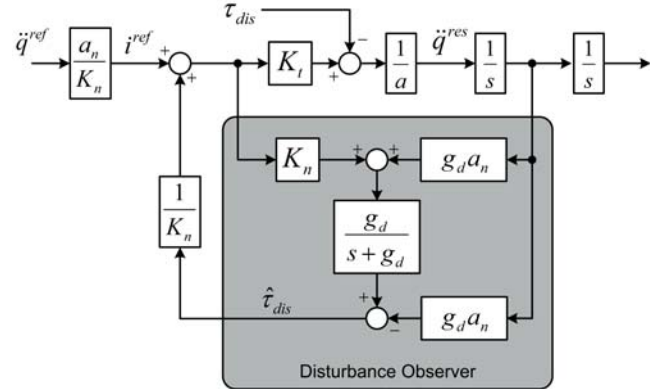 τ_dis
q̈^ref
a_n / K_n
i^ref
+
+
K_t
+
−
1 / a
q̈^res
1 / s
1 / s
K_n
+
+
g_d a_n
1 / K_n
g_d / (s + g_d)
τ̂_dis
+
−
g_d a_n
Disturbance Observer